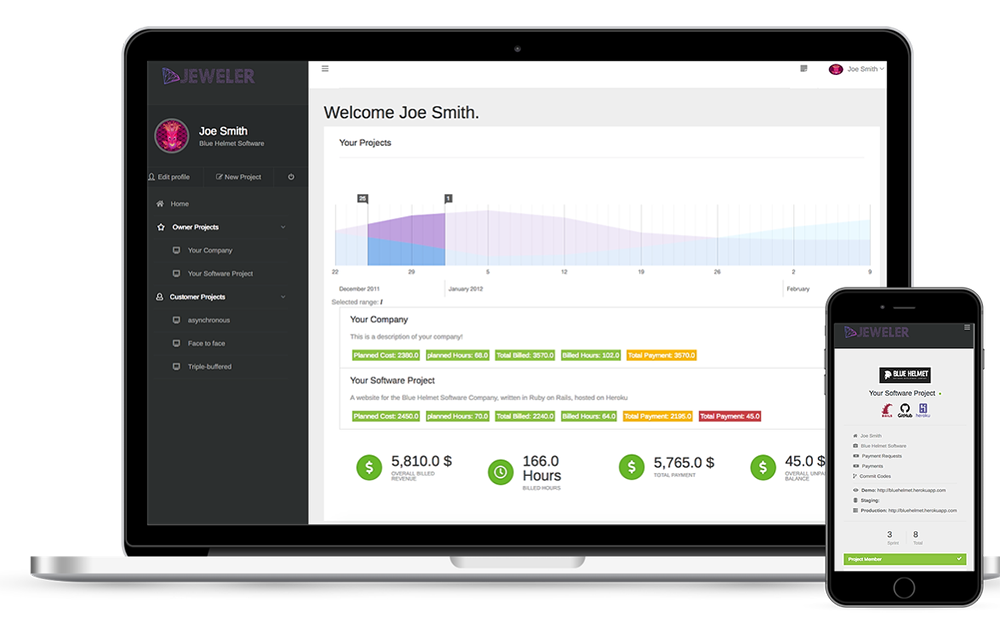 JEWELER
Joe Smith
Blue Helmet Software
Edit profile
New Project
Home
Owner Projects
Your Company
Your Software Project
Customer Projects
asynchronous
Face to face
Triple-buffered
Joe Smith
Welcome Joe Smith.
Your Projects
25 1
22 29 5 12 19 26 2 9
December 2011 January 2012 February
Selected range: /
Your Company
This is a description of your company!
Planned Cost: 2380.0 planned Hours: 68.0 Total Billed: 3570.0 Billed Hours: 102.0 Total Payment: 3570.0
Your Software Project
A website for the Blue Helmet Software Company, written in Ruby on Rails, hosted on Heroku
Planned Cost: 2450.0 planned Hours: 70.0 Total Billed: 2240.0 Billed Hours: 64.0 Total Payment: 2195.0 Total Payment: 45.0
$ 5,810.0 $
OVERALL BILLED
REVENUE
166.0
Hours
BILLED HOURS
$ 5,765.0 $
TOTAL PAYMENT
$ 45.0 $
OVERALL UNPA
BALANCE
JEWELER
BLUE HELMET
Your Software Project
RAILS GitHub heroku
Joe Smith
Blue Helmet Software
Payment Requests
Payments
Commit Codes
Demo: http://bluehelmet.herokuapp.com
Staging:
Production: http://bluehelmet.herokuapp.com
3 8
Sprint Total
Project Member